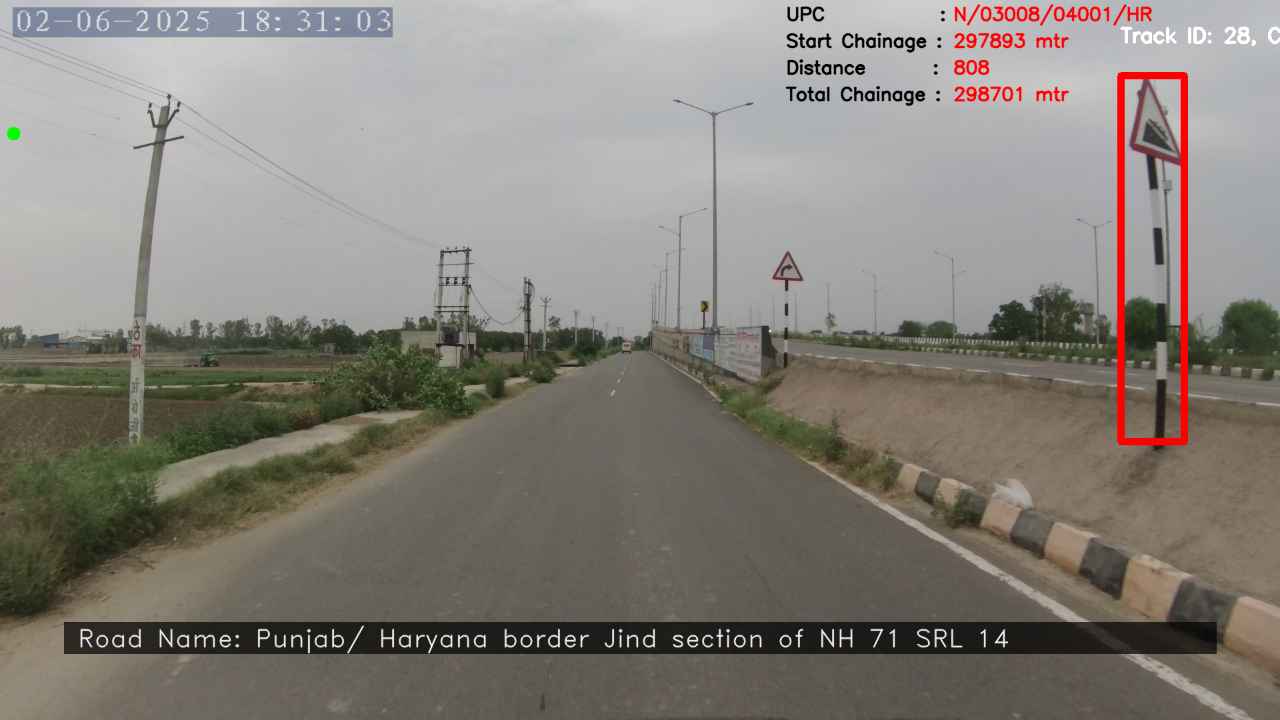 02-06-2025 18:31:03
UPC : N/03008/04001/HR
Start Chainage : 297893 mtr
Distance : 808
Total Chainage : 298701 mtr
Track ID: 28, C
Road Name: Punjab/ Haryana border Jind section of NH 71 SRL 14